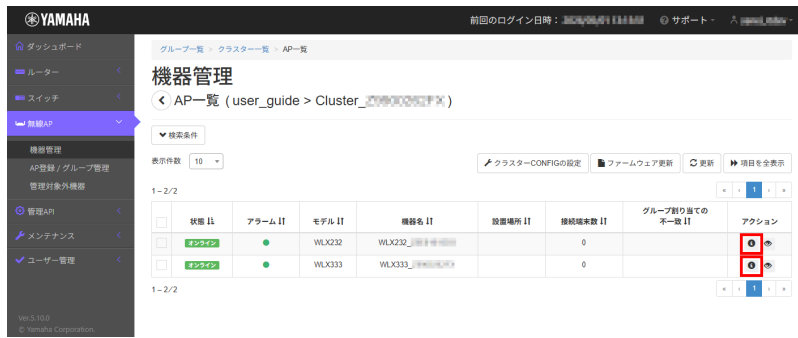 YAMAHA
前回のログイン日時：
サポート
ダッシュボード
ルーター
スイッチ
無線AP
機器管理
AP登録 / グループ管理
管理対象外機器
管理API
メンテナンス
ユーザー管理
Ver.5.10.0
© Yamaha Corporation.
グループ一覧 > クラスター一覧 > AP一覧
機器管理
AP一覧 ( user_guide > Cluster_ )
検索条件
表示件数 10
クラスターCONFIGの設定 ファームウェア更新 更新 項目を全表示
1 – 2 / 2
« ‹ 1 › »
状態 アラーム モデル 機器名 設置場所 接続端末数 グループ割り当ての不一致 アクション
オンライン WLX232 WLX232_ 0
オンライン WLX333 WLX333_ 0
1 – 2 / 2
« ‹ 1 › »